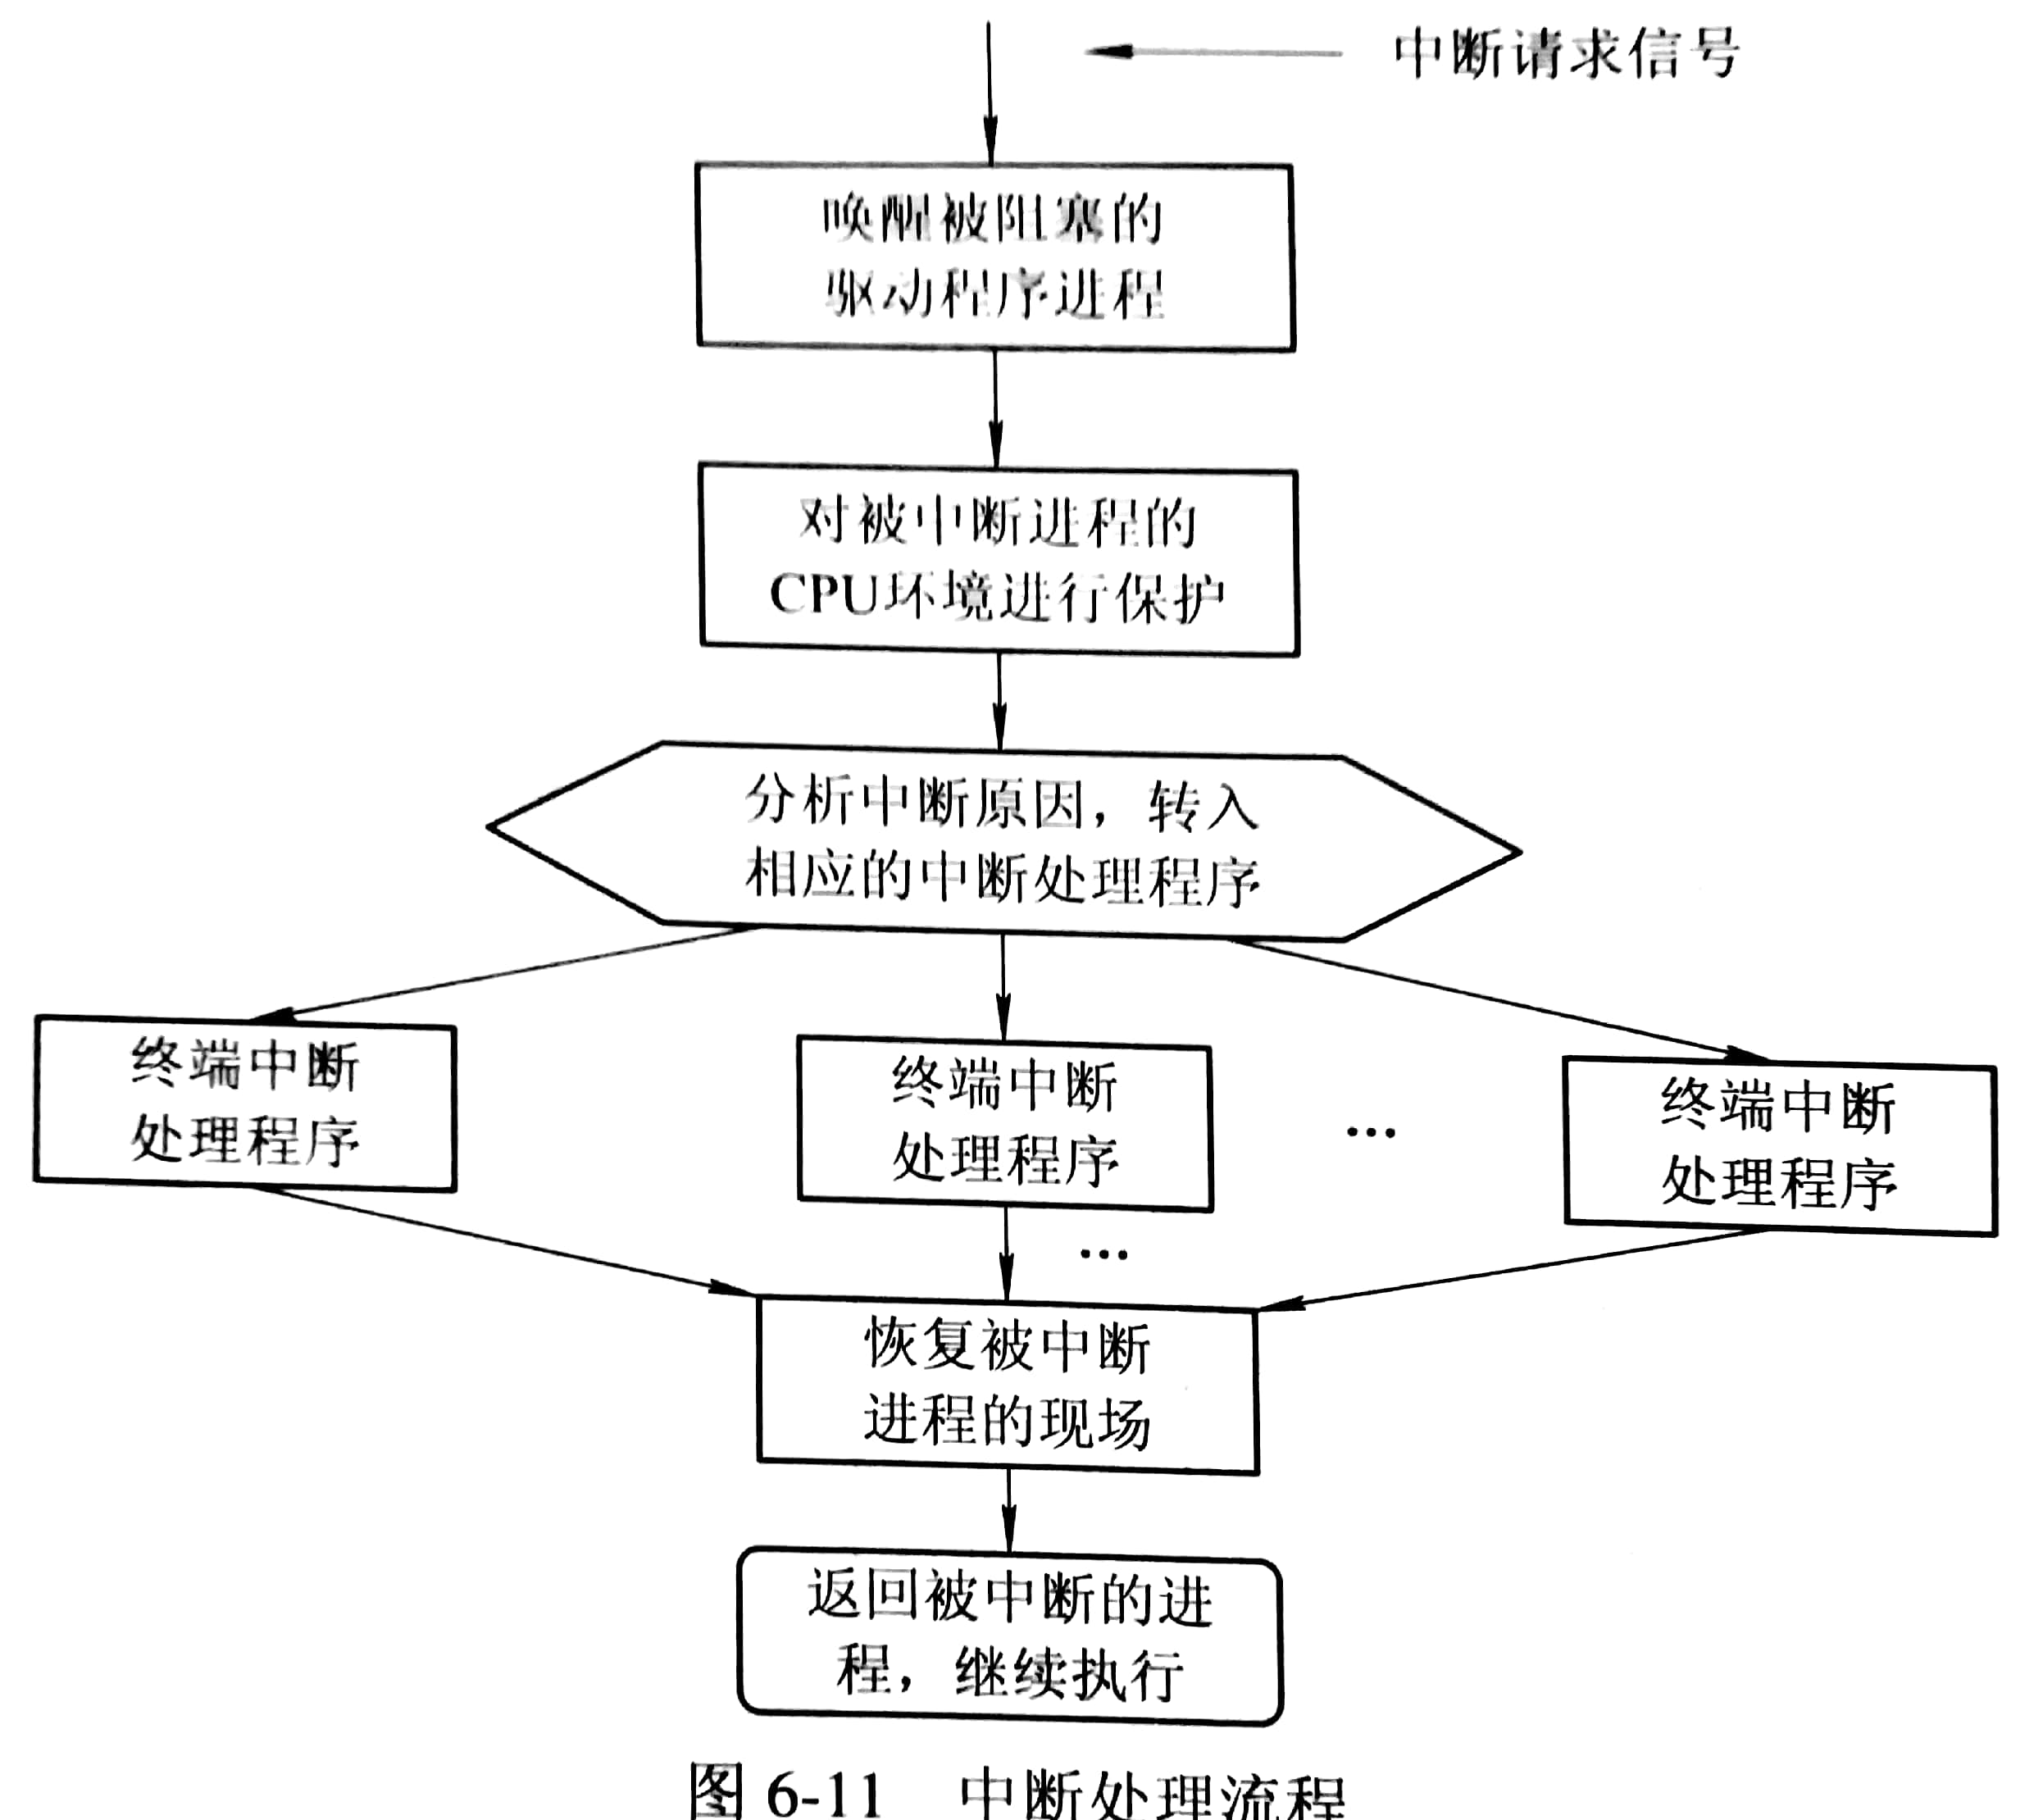 中断请求信号
唤醒被阻塞的
驱动程序进程
对被中断进程的
CPU环境进行保护
分析中断原因，转入
相应的中断处理程序
终端中断
处理程序
终端中断
处理程序
…
终端中断
处理程序
…
恢复被中断
进程的现场
返回被中断的进
程，继续执行
图 6-11 中断处理流程